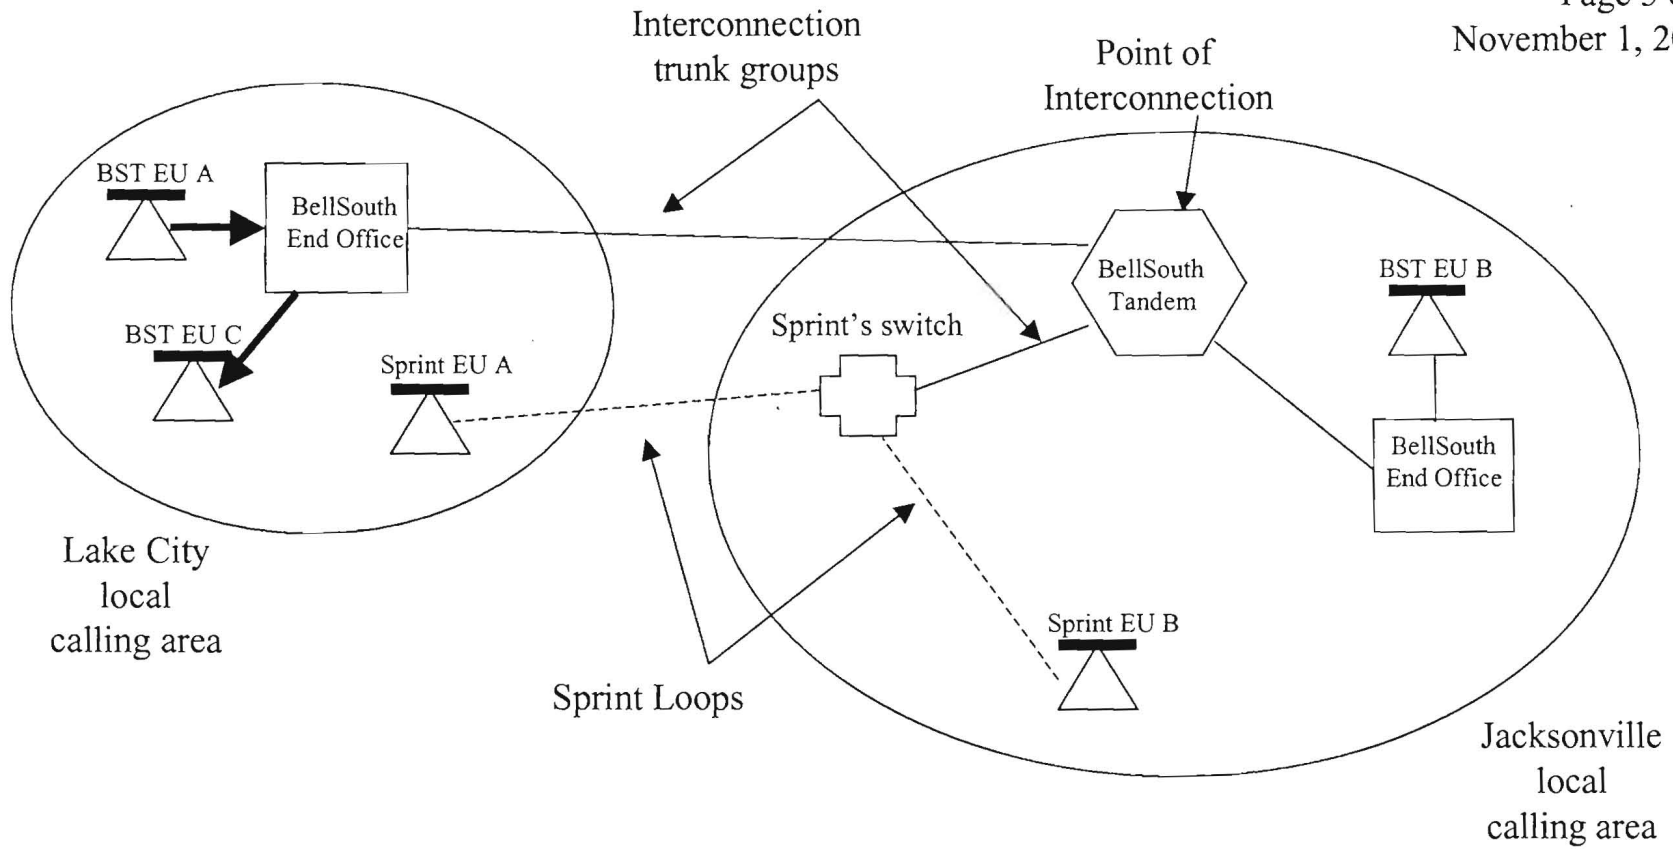 Page 3
November 1, 20
Interconnection
trunk groups
Point of
Interconnection
BST EU A
BellSouth
End Office
BST EU C
Sprint EU A
Sprint's switch
BellSouth
Tandem
BST EU B
BellSouth
End Office
Sprint EU B
Sprint Loops
Lake City
local
calling area
Jacksonville
local
calling area